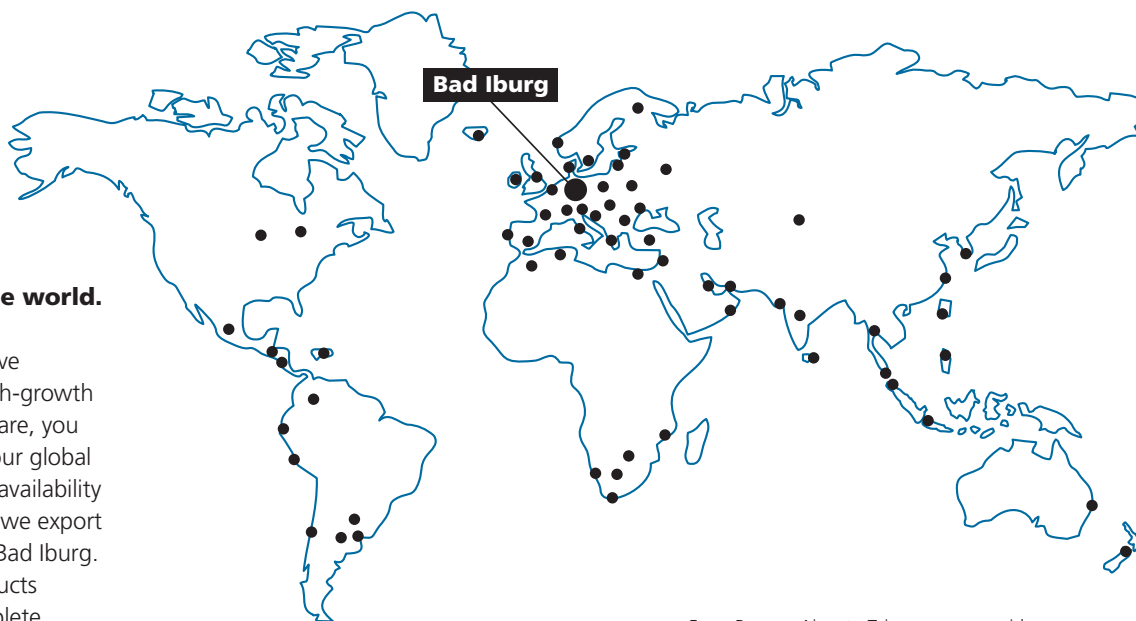 Bad Iburg
e world.
ve
h-growth
are, you
our global
availability
we export
Bad Iburg.
ucts